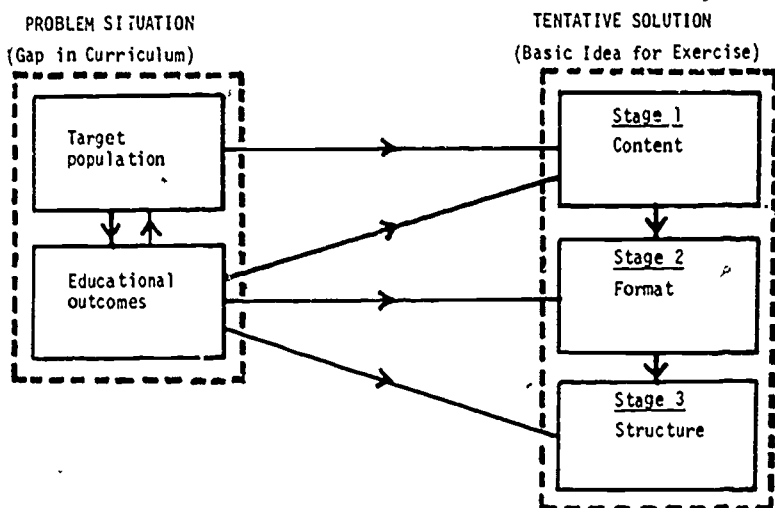 PROBLEM SITUATION
(Gap in Curriculum)
Target
population
Educational
outcomes
TENTATIVE SOLUTION
(Basic Idea for Exercise)
Stage 1
Content
Stage 2
Format
Stage 3
Structure